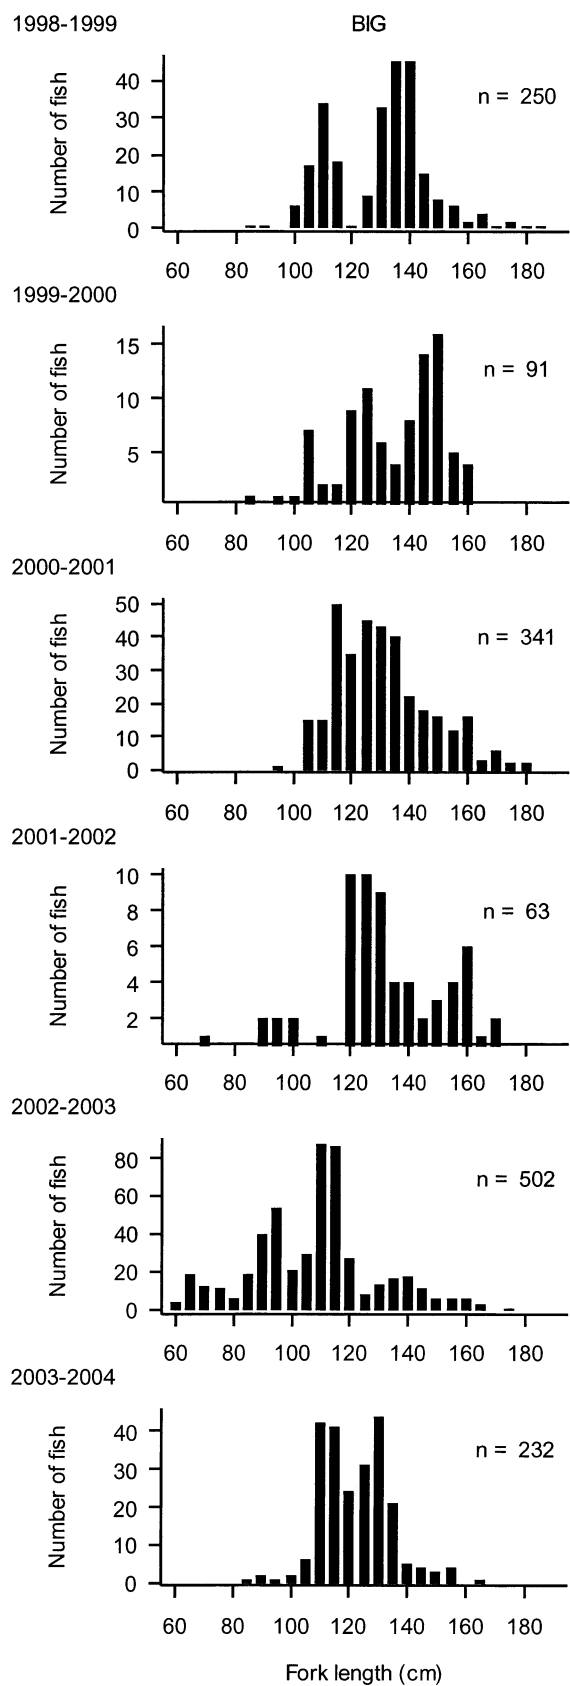 1998-1999 BIG
Number of fish
40
30
20
10
0
n = 250
60 80 100 120 140 160 180
1999-2000
Number of fish
15
10
5
n = 91
60 80 100 120 140 160 180
2000-2001
Number of fish
50
40
30
20
10
0
n = 341
60 80 100 120 140 160 180
2001-2002
Number of fish
10
8
6
4
2
n = 63
60 80 100 120 140 160 180
2002-2003
Number of fish
80
60
40
20
0
n = 502
60 80 100 120 140 160 180
2003-2004
Number of fish
40
30
20
10
0
n = 232
60 80 100 120 140 160 180
Fork length (cm)